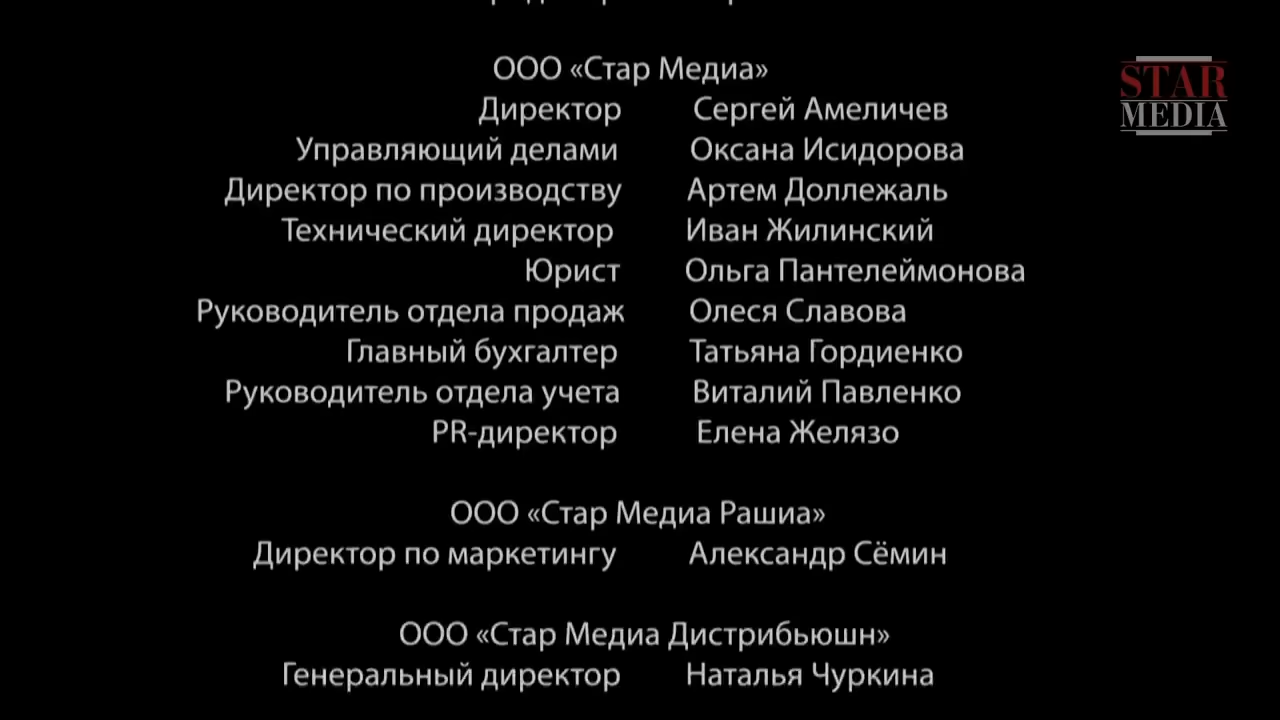 ООО «Стар Медиа»
STAR
MEDIA
Директор Сергей Амеличев
Управляющий делами Оксана Исидорова
Директор по производству Артем Доллежаль
Технический директор Иван Жилинский
Юрист Ольга Пантелеймонова
Руководитель отдела продаж Олеся Славова
Главный бухгалтер Татьяна Гордиенко
Руководитель отдела учета Виталий Павленко
PR-директор Елена Желязо
ООО «Стар Медиа Рашиа»
Директор по маркетингу Александр Сёмин
ООО «Стар Медиа Дистрибьюшн»
Генеральный директор Наталья Чуркина